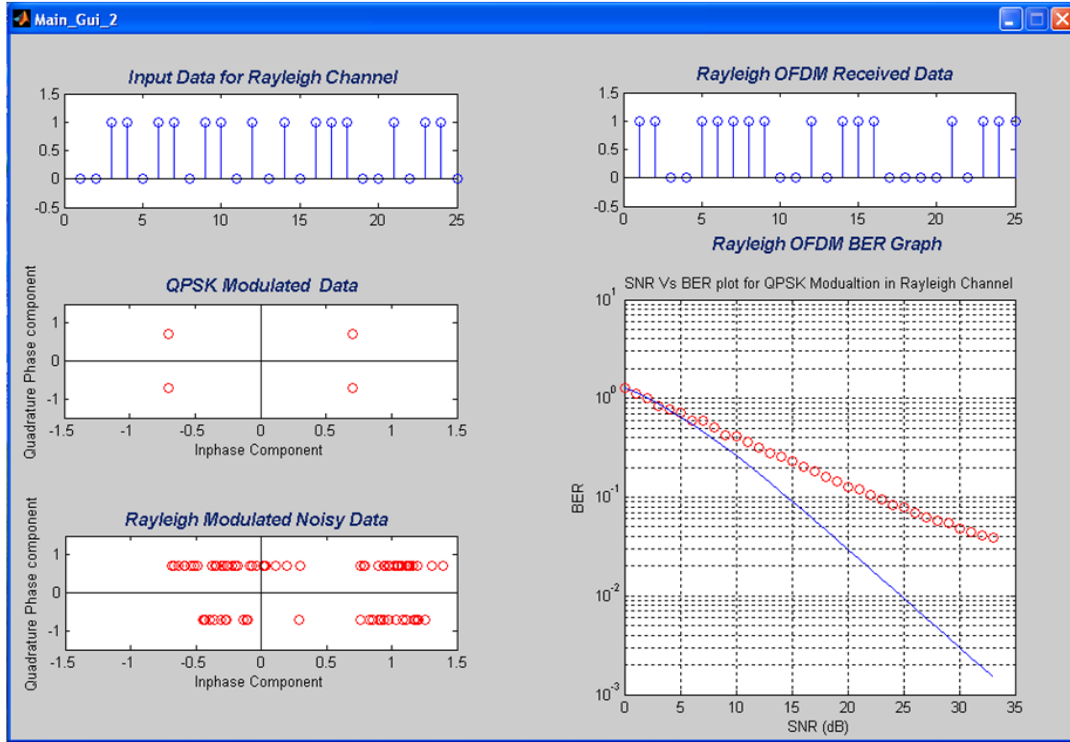 Main_Gui_2
Input Data for Rayleigh Channel
1.5
1
0.5
0
-0.5
0 5 10 15 20 25
Rayleigh OFDM Received Data
1.5
1
0.5
0
-0.5
0 5 10 15 20 25
QPSK Modulated Data
Quadrature Phase component
1
0
-1
-1.5 -1 -0.5 0 0.5 1 1.5
Inphase Component
Rayleigh Modulated Noisy Data
Quadrature Phase component
1
0
-1
-1.5 -1 -0.5 0 0.5 1 1.5
Inphase Component
Rayleigh OFDM BER Graph
SNR Vs BER plot for QPSK Modualtion in Rayleigh Channel
BER
10^1
10^0
10^-1
10^-2
10^-3
0 5 10 15 20 25 30 35
SNR (dB)